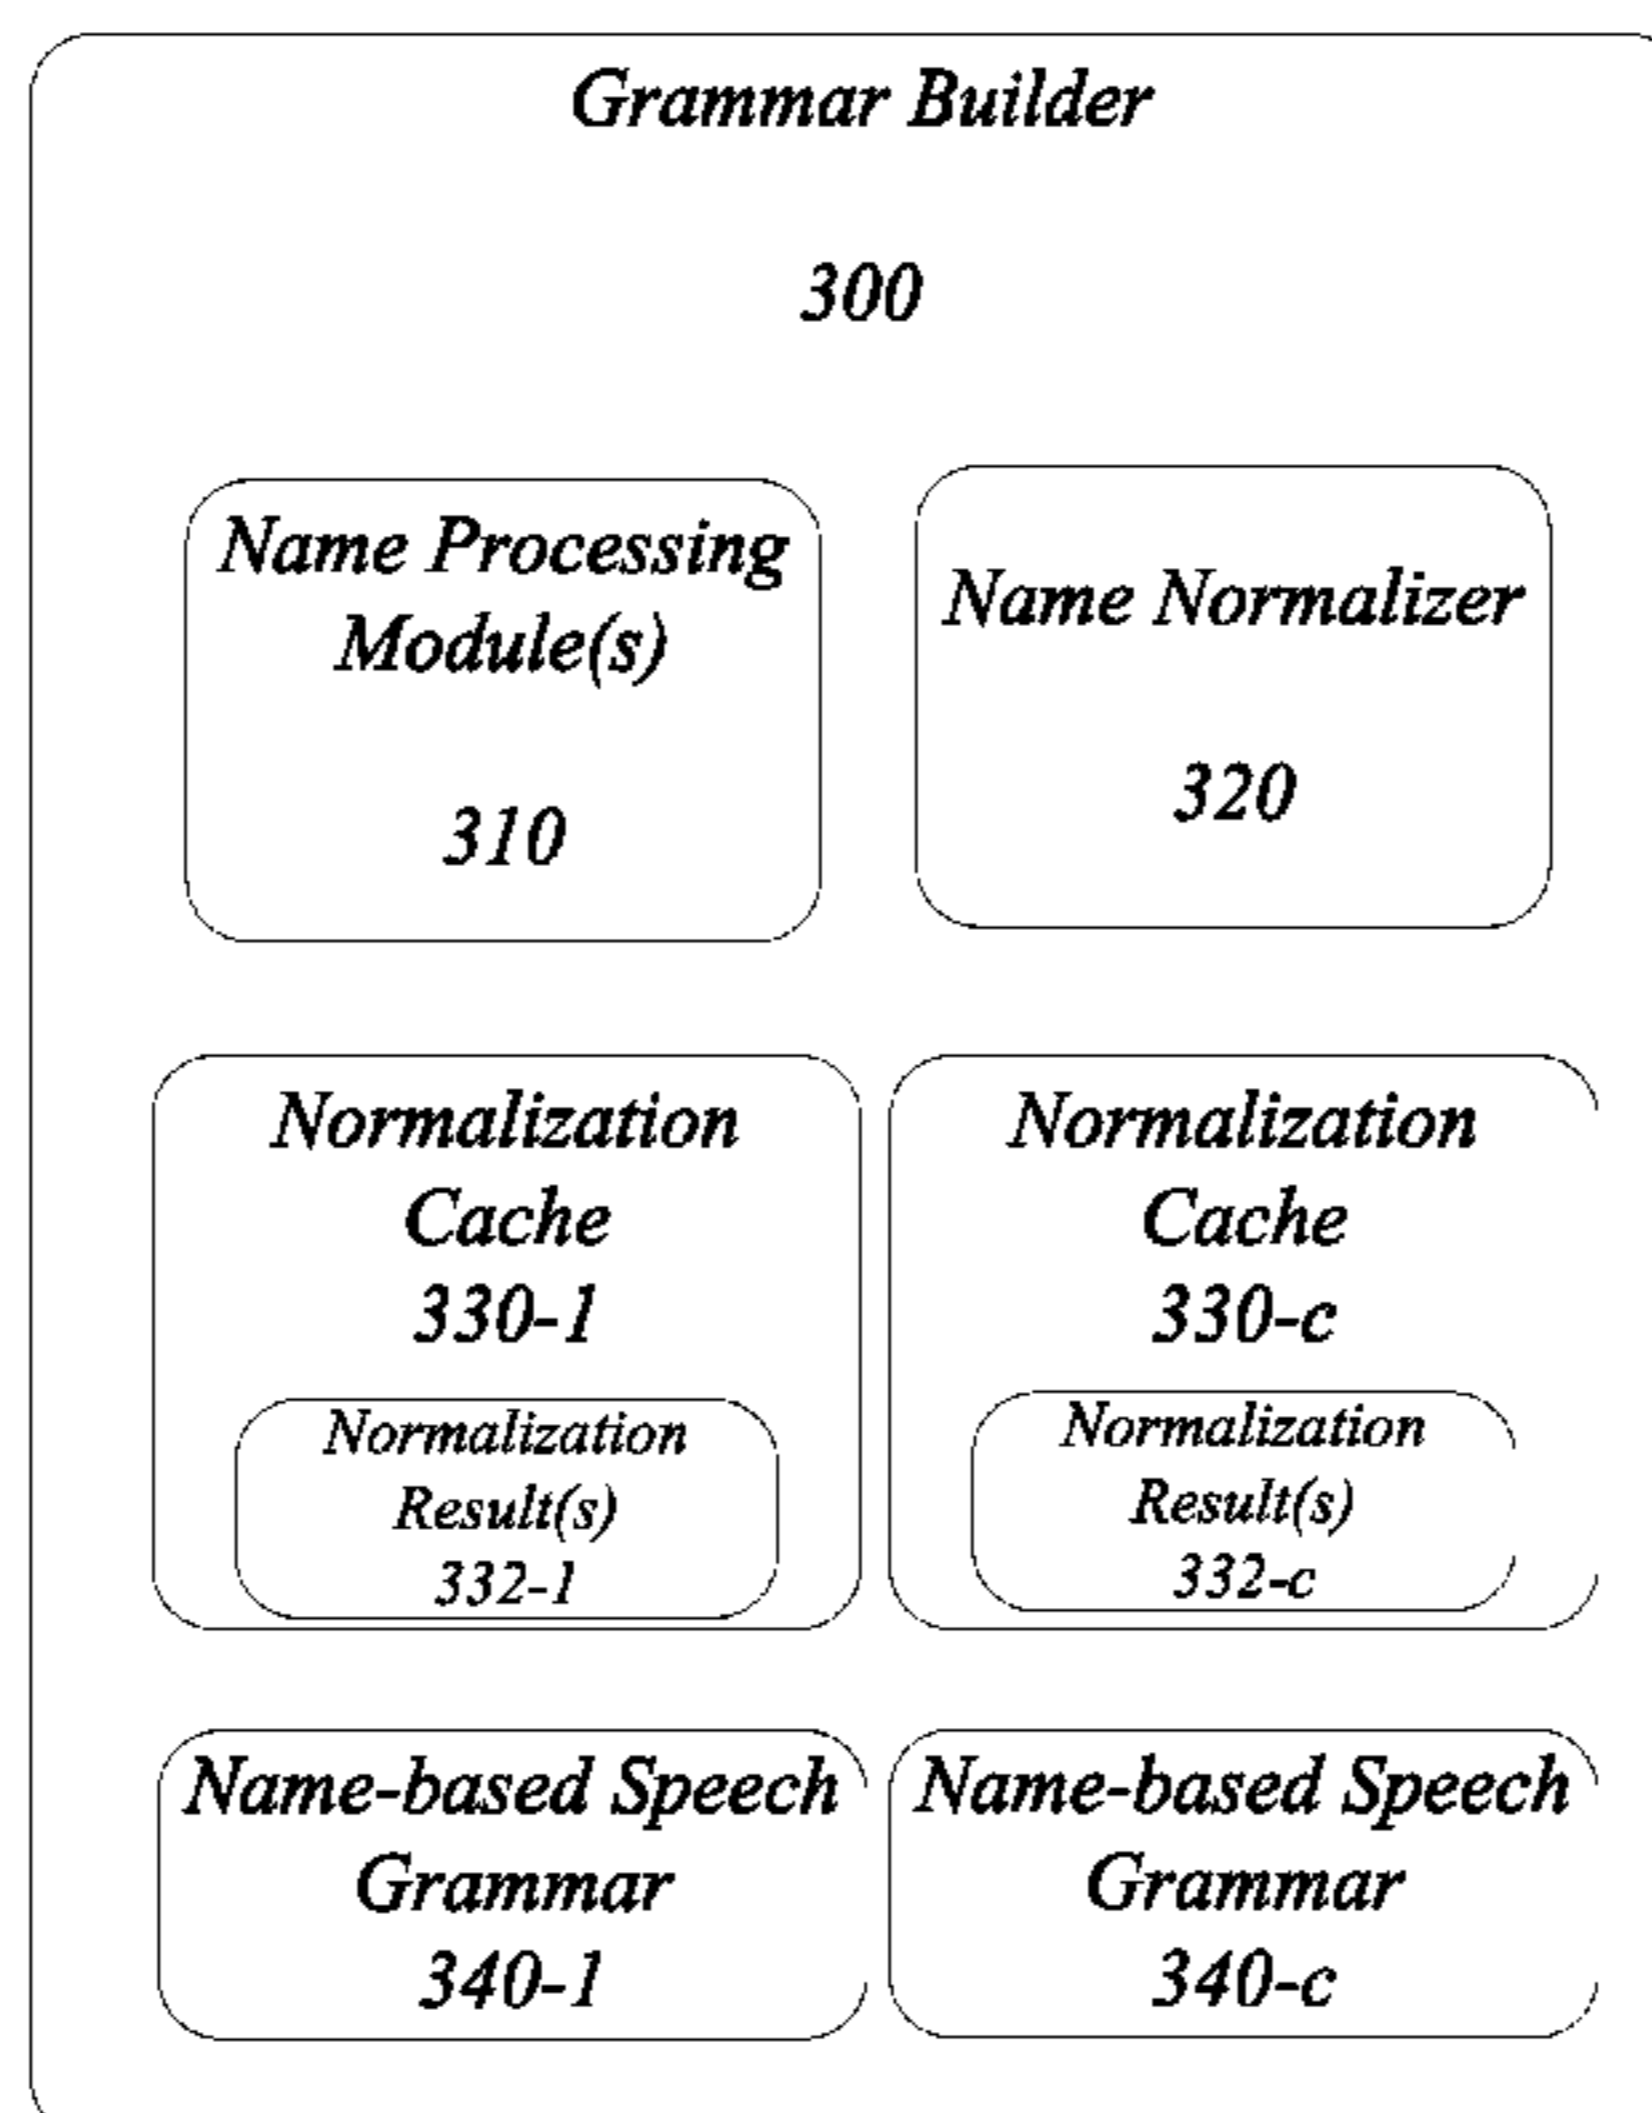 Grammar Builder
300
Name Processing
Module(s)
310
Name Normalizer
320
Normalization
Cache
330-1
Normalization
Result(s)
332-1
Normalization
Cache
330-c
Normalization
Result(s)
332-c
Name-based Speech
Grammar
340-1
Name-based Speech
Grammar
340-c